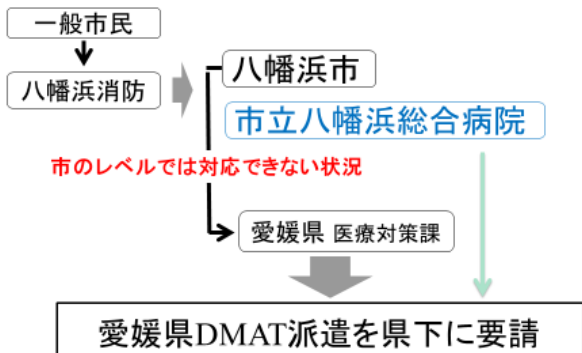 一般市民
八幡浜消防
八幡浜市
市立八幡浜総合病院
市のレベルでは対応できない状況
愛媛県 医療対策課
愛媛県DMAT派遣を県下に要請